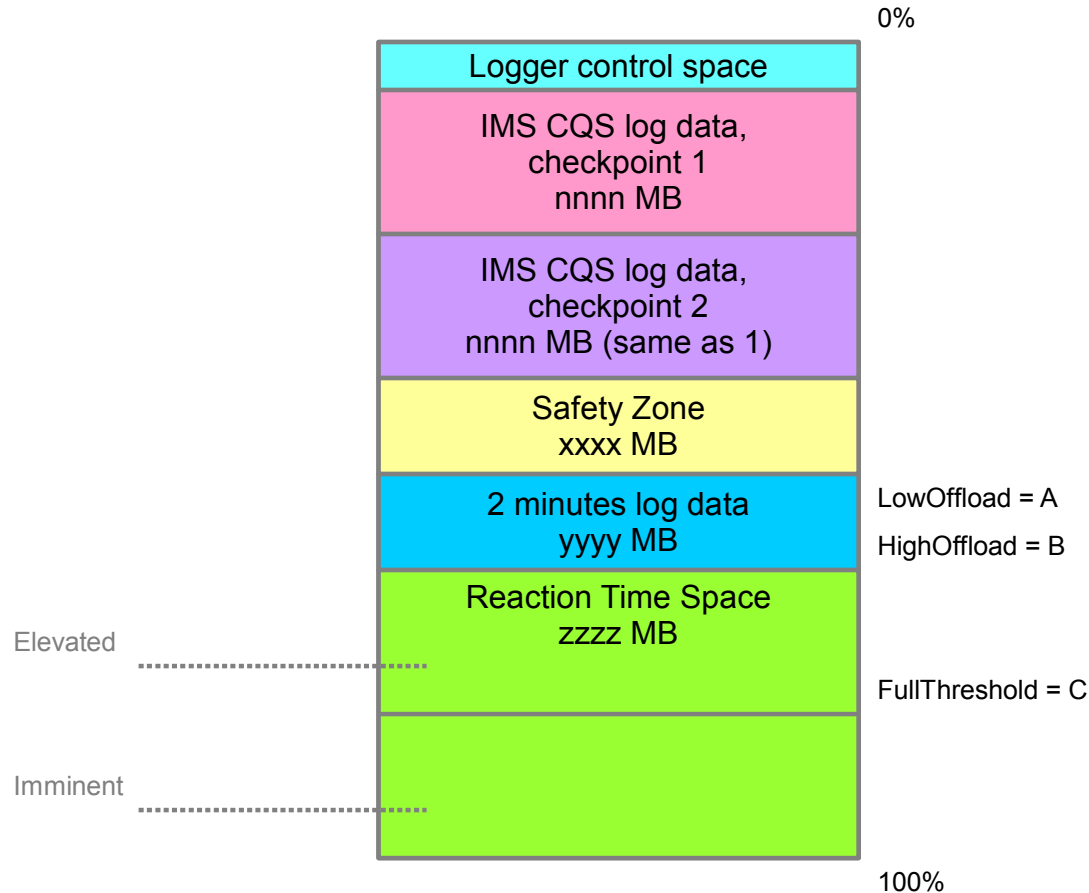 0%
Logger control space
IMS CQS log data,
checkpoint 1
nnnn MB
IMS CQS log data,
checkpoint 2
nnnn MB (same as 1)
Safety Zone
xxxx MB
2 minutes log data
yyyy MB
LowOffload = A
HighOffload = B
Reaction Time Space
zzzz MB
Elevated
FullThreshold = C
Imminent
100%